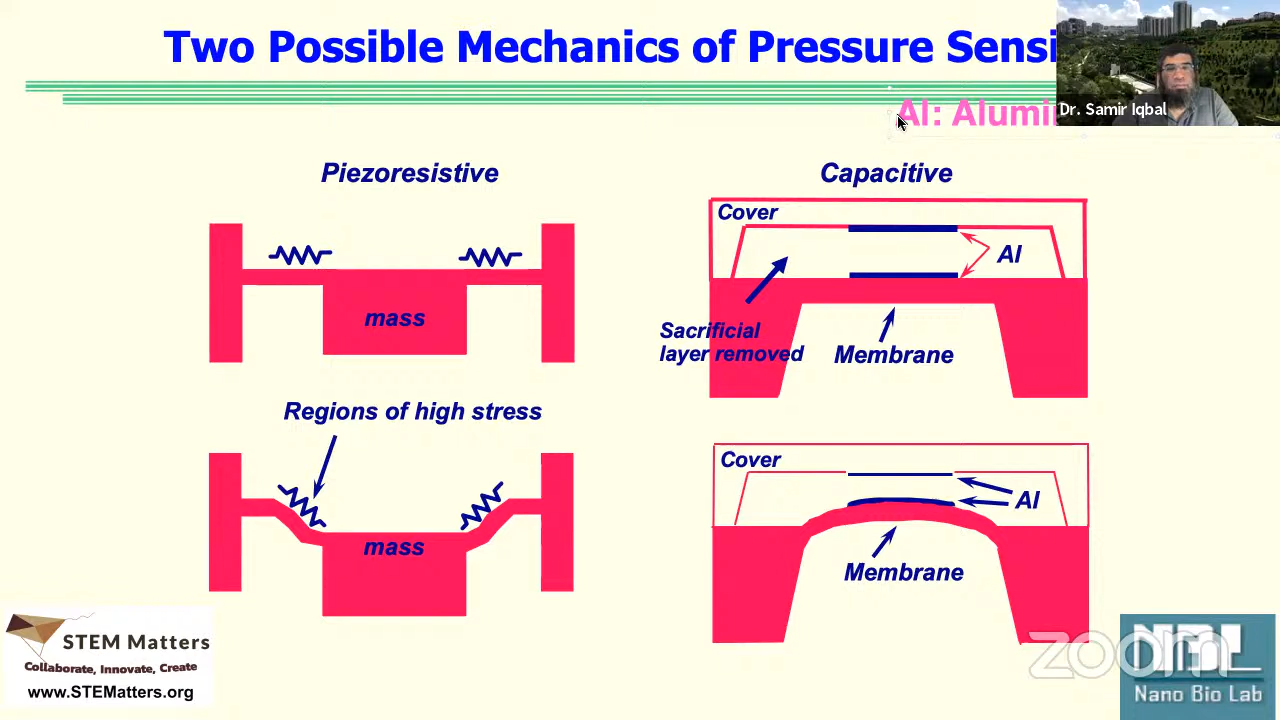 Two Possible Mechanics of Pressure Sensi
Al: Alumi
Dr. Samir Iqbal
Piezoresistive
Capacitive
Cover
Al
mass
Sacrificial
layer removed
Membrane
Regions of high stress
Cover
Al
mass
Membrane
STEM Matters
Collaborate, Innovate, Create
www.STEMatters.org
zoom
NBL
Nano Bio Lab